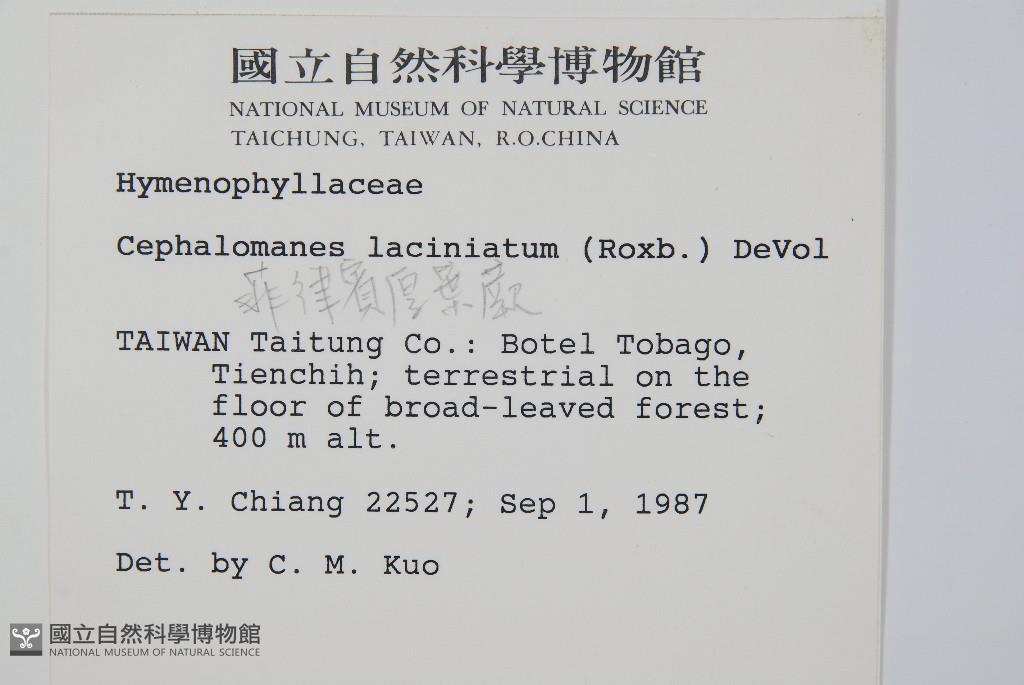 國立自然科學博物館
NATIONAL MUSEUM OF NATURAL SCIENCE
TAICHUNG, TAIWAN, R.O.CHINA
Hymenophyllaceae
Cephalomanes laciniatum (Roxb.) DeVol
菲律賓厚葉蕨
TAIWAN Taitung Co.: Botel Tobago,
Tienchih; terrestrial on the
floor of broad-leaved forest;
400 m alt.
T. Y. Chiang 22527; Sep 1, 1987
Det. by C. M. Kuo
國立自然科學博物館
NATIONAL MUSEUM OF NATURAL SCIENCE